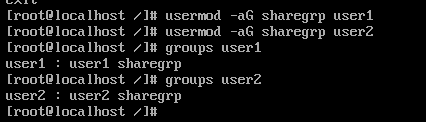 exit
[root@localhost /]# usermod -aG sharegrp user1
[root@localhost /]# usermod -aG sharegrp user2
[root@localhost /]# groups user1
user1 : user1 sharegrp
[root@localhost /]# groups user2
user2 : user2 sharegrp
[root@localhost /]#